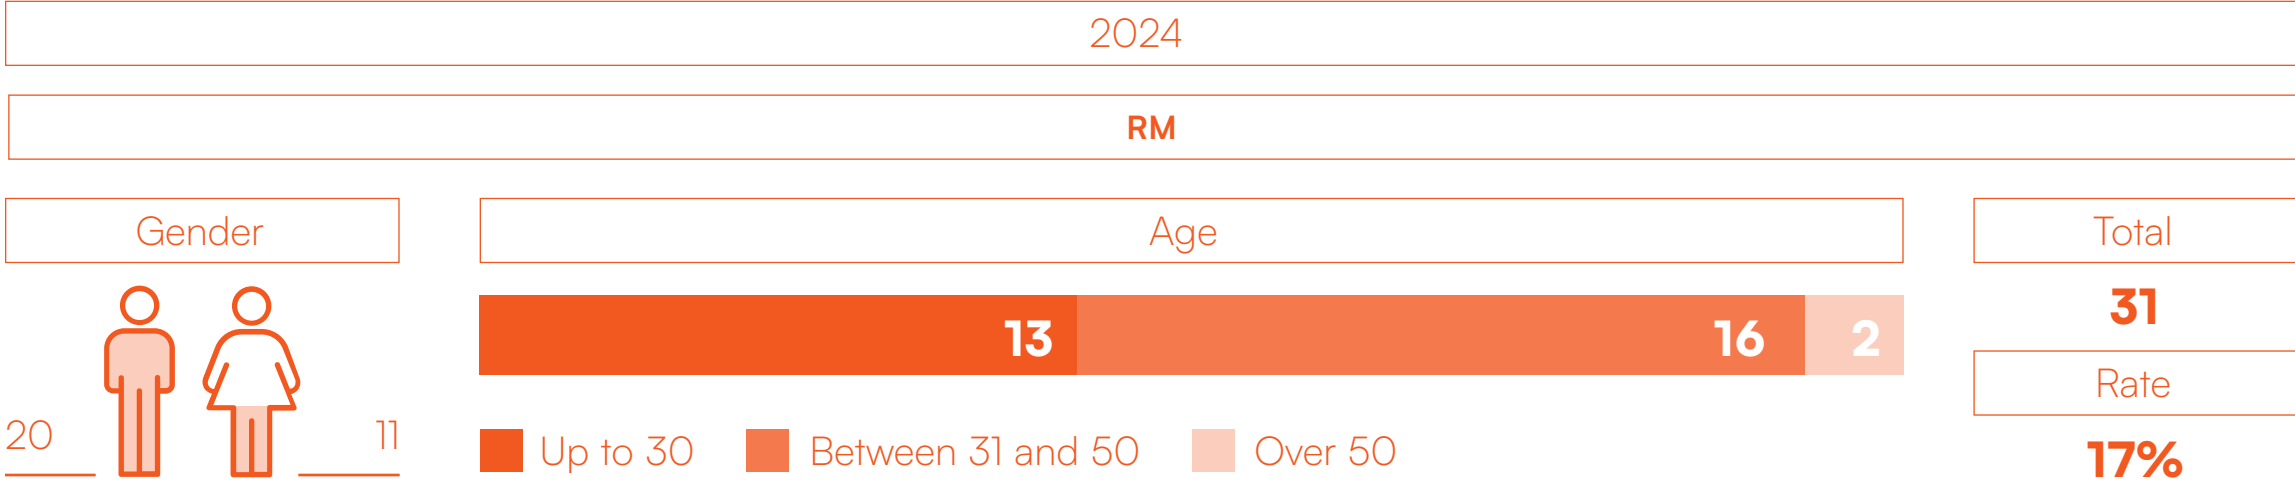 2024
RM
Gender
Age
Total
13
16
2
31
Rate
20
11
Up to 30
Between 31 and 50
Over 50
17%